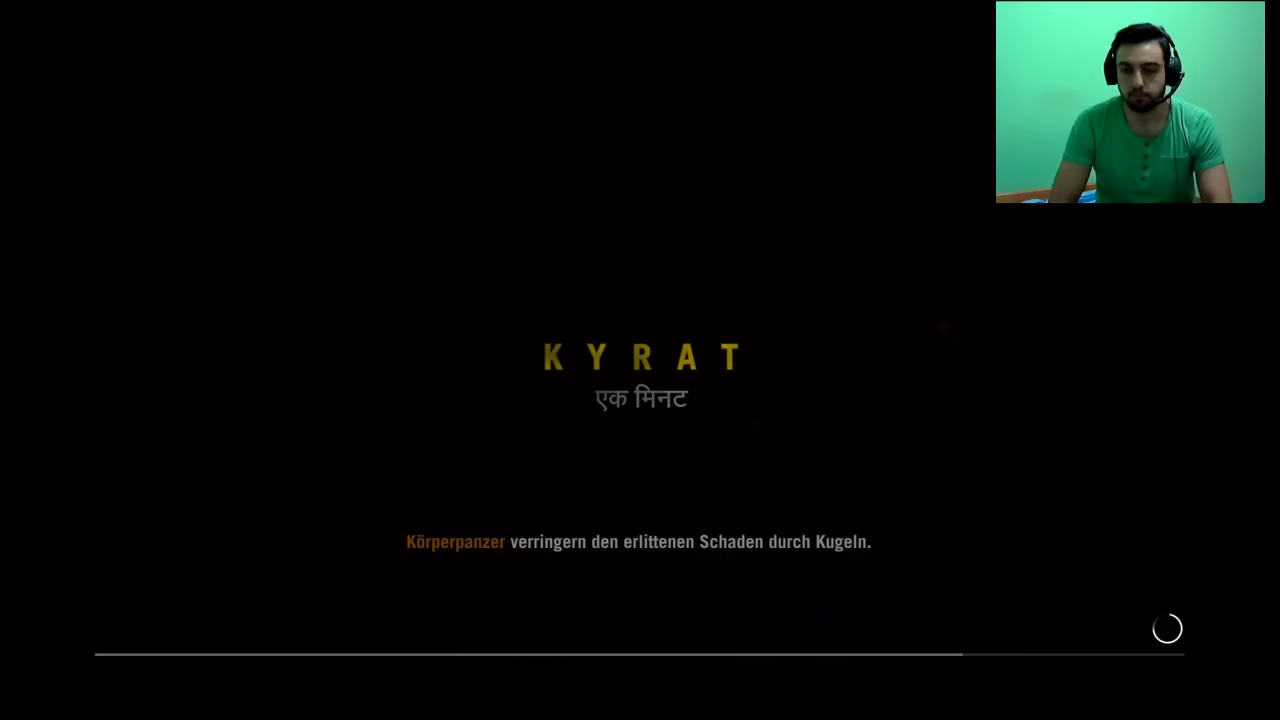 KYRAT
एक मिनट
Körperpanzer verringern den erlittenen Schaden durch Kugeln.